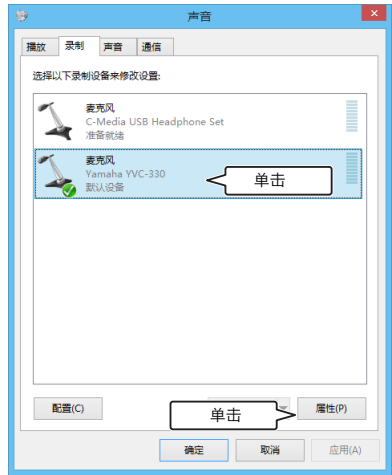 声音
播放 录制 声音 通信
选择以下录制设备来修改设置:
麦克风
C-Media USB Headphone Set
准备就绪
麦克风
Yamaha YVC-330
默认设备
单击
配置(C)
单击
属性(P)
确定 取消 应用(A)